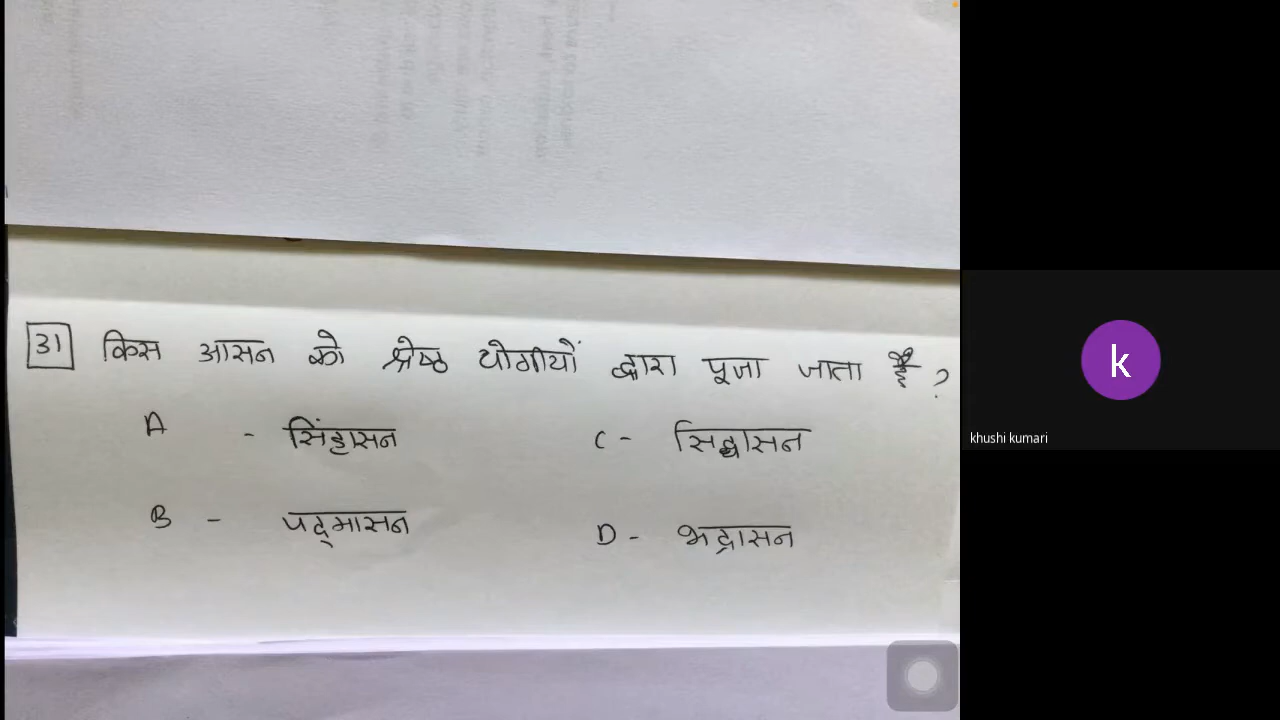 31 किस आसन को श्रेष्ठ योगीयों द्वारा पूजा जाता है ?
A - सिंहासन
C - सिद्धासन
B - पद्मासन
D - भद्रासन
k
khushi kumari